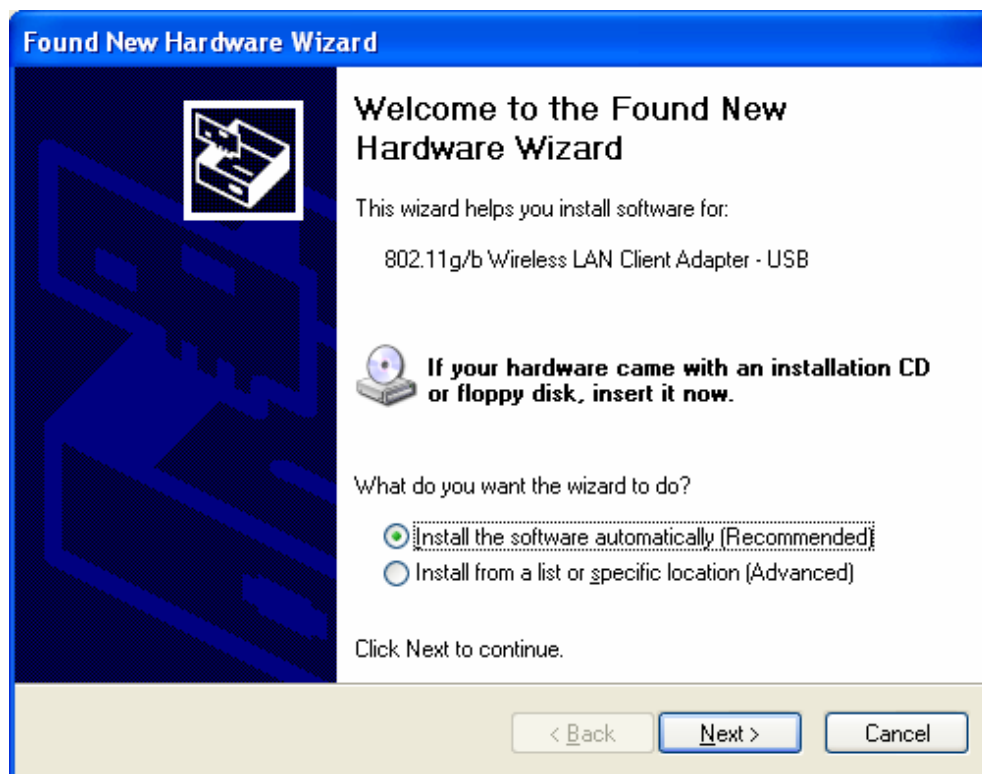 Found New Hardware Wizard
Welcome to the Found New
Hardware Wizard
This wizard helps you install software for:
802.11g/b Wireless LAN Client Adapter - USB
If your hardware came with an installation CD
or floppy disk, insert it now.
What do you want the wizard to do?
Install the software automatically (Recommended)
Install from a list or specific location (Advanced)
Click Next to continue.
< Back Next > Cancel